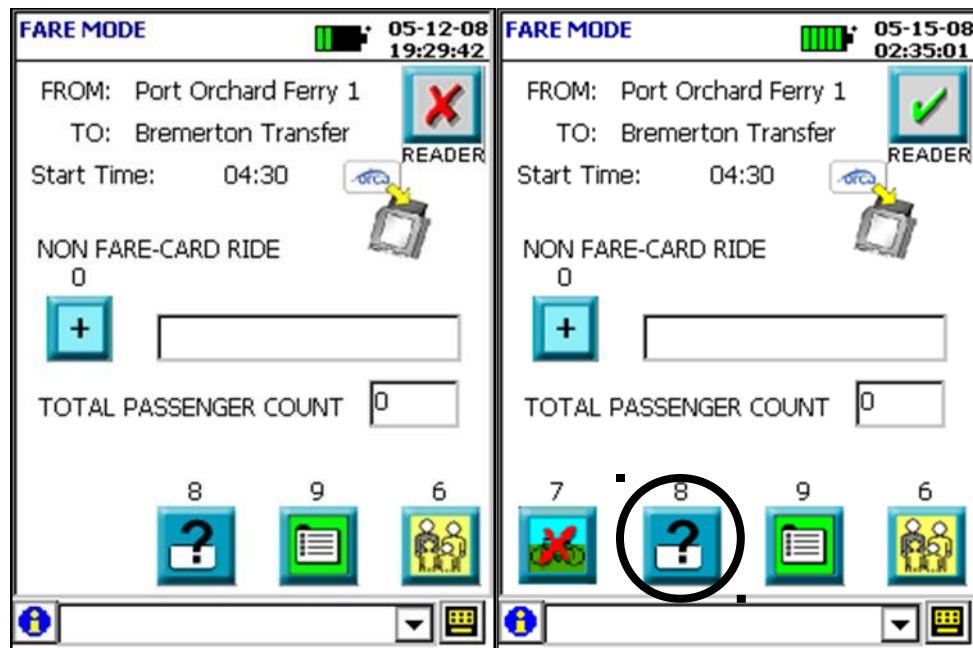 FARE MODE
05-12-08
19:29:42
FROM: Port Orchard Ferry 1
TO: Bremerton Transfer
READER
Start Time: 04:30
orca
NON FARE-CARD RIDE
0
+
TOTAL PASSENGER COUNT 0
8 9 6
?
FARE MODE
05-15-08
02:35:01
FROM: Port Orchard Ferry 1
TO: Bremerton Transfer
READER
Start Time: 04:30
orca
NON FARE-CARD RIDE
0
+
TOTAL PASSENGER COUNT 0
7 8 9 6
?